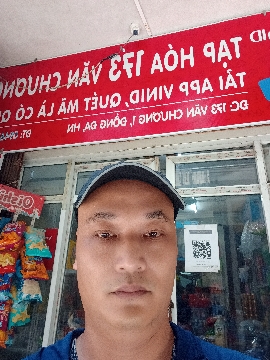 TẠP HÓA 173 VĂN CHƯƠNG
TẢI APP VINID, QUÉT MÃ LÀ CÓ
ĐC 173 VĂN CHƯƠNG 1, ĐỐNG ĐA, HN
ĐT: